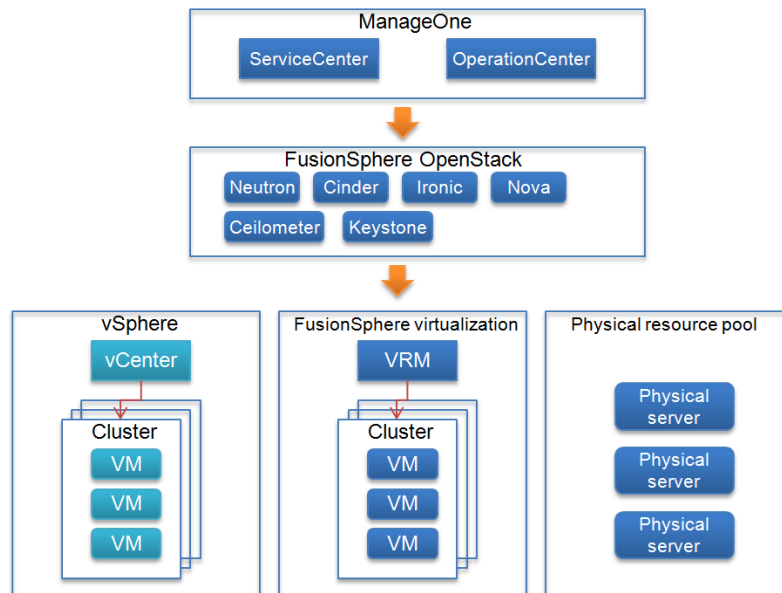 ManageOne
ServiceCenter
OperationCenter
FusionSphere OpenStack
Neutron
Cinder
Ironic
Nova
Ceilometer
Keystone
vSphere
vCenter
Cluster
VM
VM
VM
FusionSphere virtualization
VRM
Cluster
VM
VM
VM
Physical resource pool
Physical
server
Physical
server
Physical
server